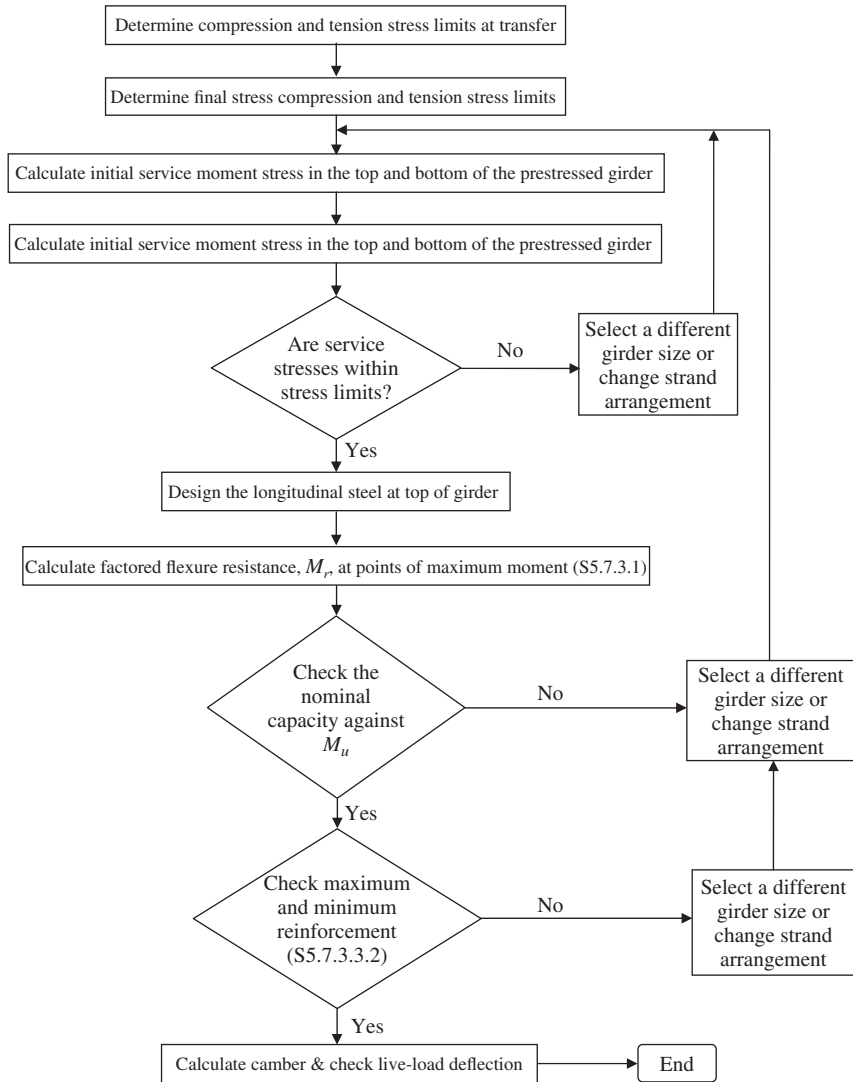 Determine compression and tension stress limits at transfer
Determine final stress compression and tension stress limits
Calculate initial service moment stress in the top and bottom of the prestressed girder
Calculate initial service moment stress in the top and bottom of the prestressed girder
Are service
stresses within
stress limits?
No
Select a different
girder size or
change strand
arrangement
Yes
Design the longitudinal steel at top of girder
Calculate factored flexure resistance, M_r, at points of maximum moment (S5.7.3.1)
Check the
nominal
capacity against
M_u
No
Select a different
girder size or
change strand
arrangement
Yes
Check maximum
and minimum
reinforcement
(S5.7.3.3.2)
No
Select a different
girder size or
change strand
arrangement
Yes
Calculate camber & check live-load deflection
End